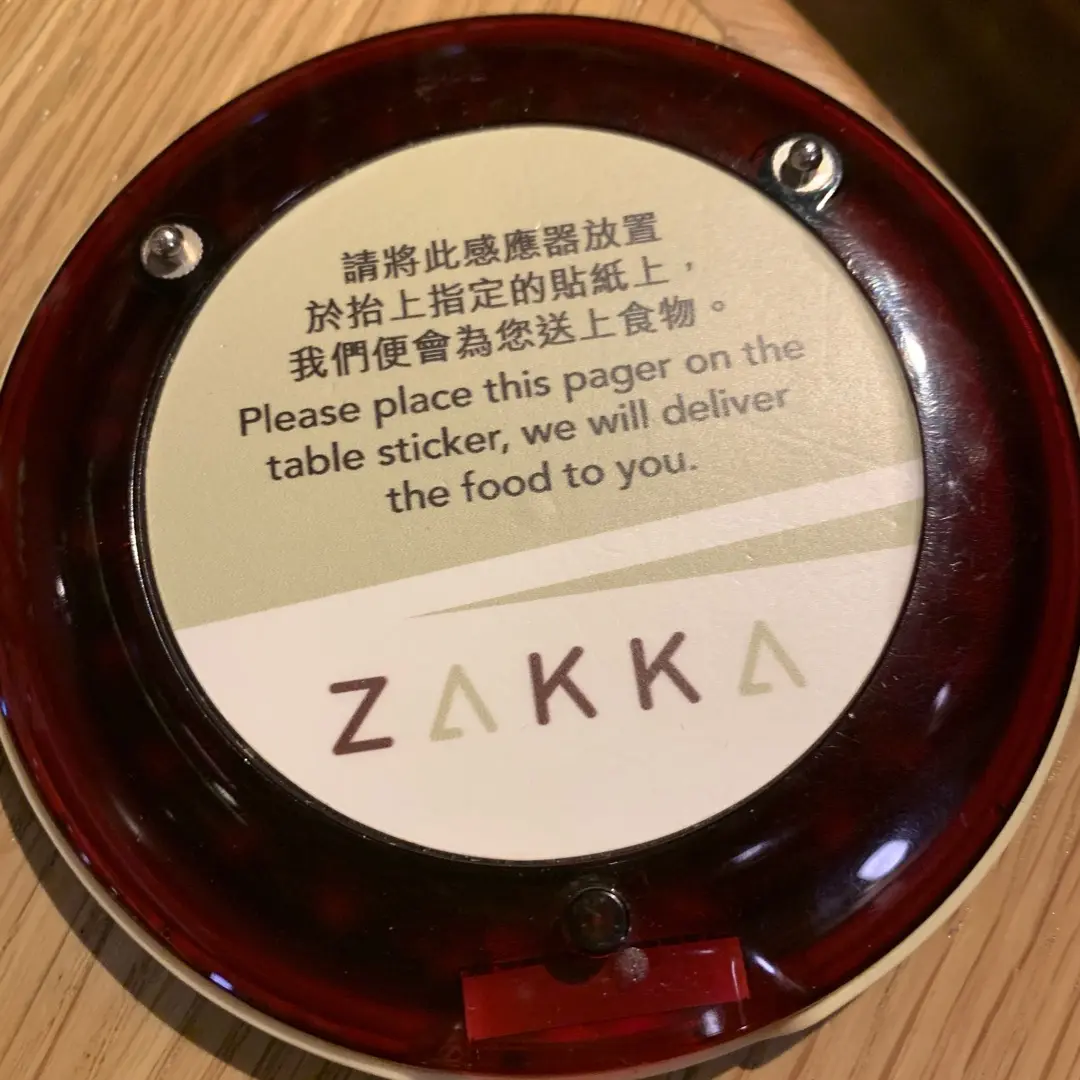 請將此感應器放置
於抬上指定的貼紙上，
我們便會為您送上食物。
Please place this pager on the
table sticker, we will deliver
the food to you.
ZAKKA